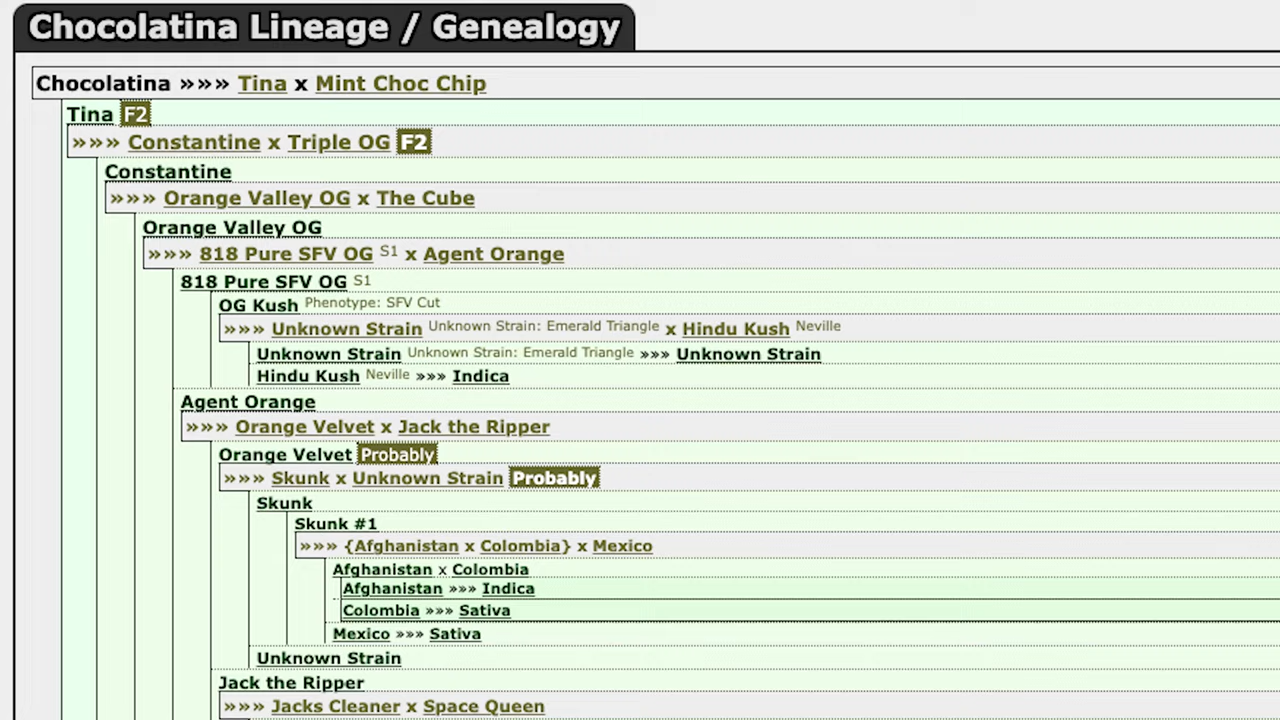 Chocolatina Lineage / Genealogy
Chocolatina »»» Tina x Mint Choc Chip
Tina F2
»»» Constantine x Triple OG F2
Constantine
»»» Orange Valley OG x The Cube
Orange Valley OG
»»» 818 Pure SFV OG S1 x Agent Orange
818 Pure SFV OG S1
OG Kush Phenotype: SFV Cut
»»» Unknown Strain Unknown Strain: Emerald Triangle x Hindu Kush Neville
Unknown Strain Unknown Strain: Emerald Triangle »»» Unknown Strain
Hindu Kush Neville »»» Indica
Agent Orange
»»» Orange Velvet x Jack the Ripper
Orange Velvet Probably
»»» Skunk x Unknown Strain Probably
Skunk
Skunk #1
»»» {Afghanistan x Colombia} x Mexico
Afghanistan x Colombia
Afghanistan »»» Indica
Colombia »»» Sativa
Mexico »»» Sativa
Unknown Strain
Jack the Ripper
»»» Jacks Cleaner x Space Queen